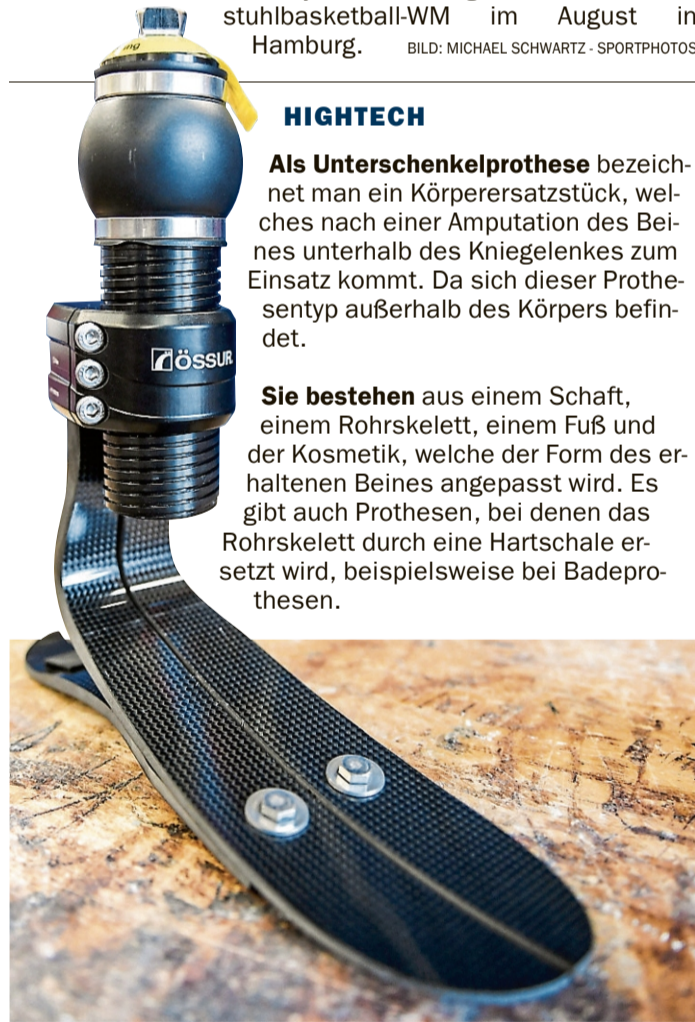 stuhlbasketball-WM im August in
Hamburg. BILD: MICHAEL SCHWARTZ - SPORTPHOTOS
HIGHTECH
Als Unterschenkelprothese bezeich-
net man ein Körperersatzstück, wel-
ches nach einer Amputation des Bei-
nes unterhalb des Kniegelenkes zum
Einsatz kommt. Da sich dieser Prothe-
sentyp außerhalb des Körpers befin-
det.
ÖSSUR
Sie bestehen aus einem Schaft,
einem Rohrskelett, einem Fuß und
der Kosmetik, welche der Form des er-
haltenen Beines angepasst wird. Es
gibt auch Prothesen, bei denen das
Rohrskelett durch eine Hartschale er-
setzt wird, beispielsweise bei Badepro-
thesen.